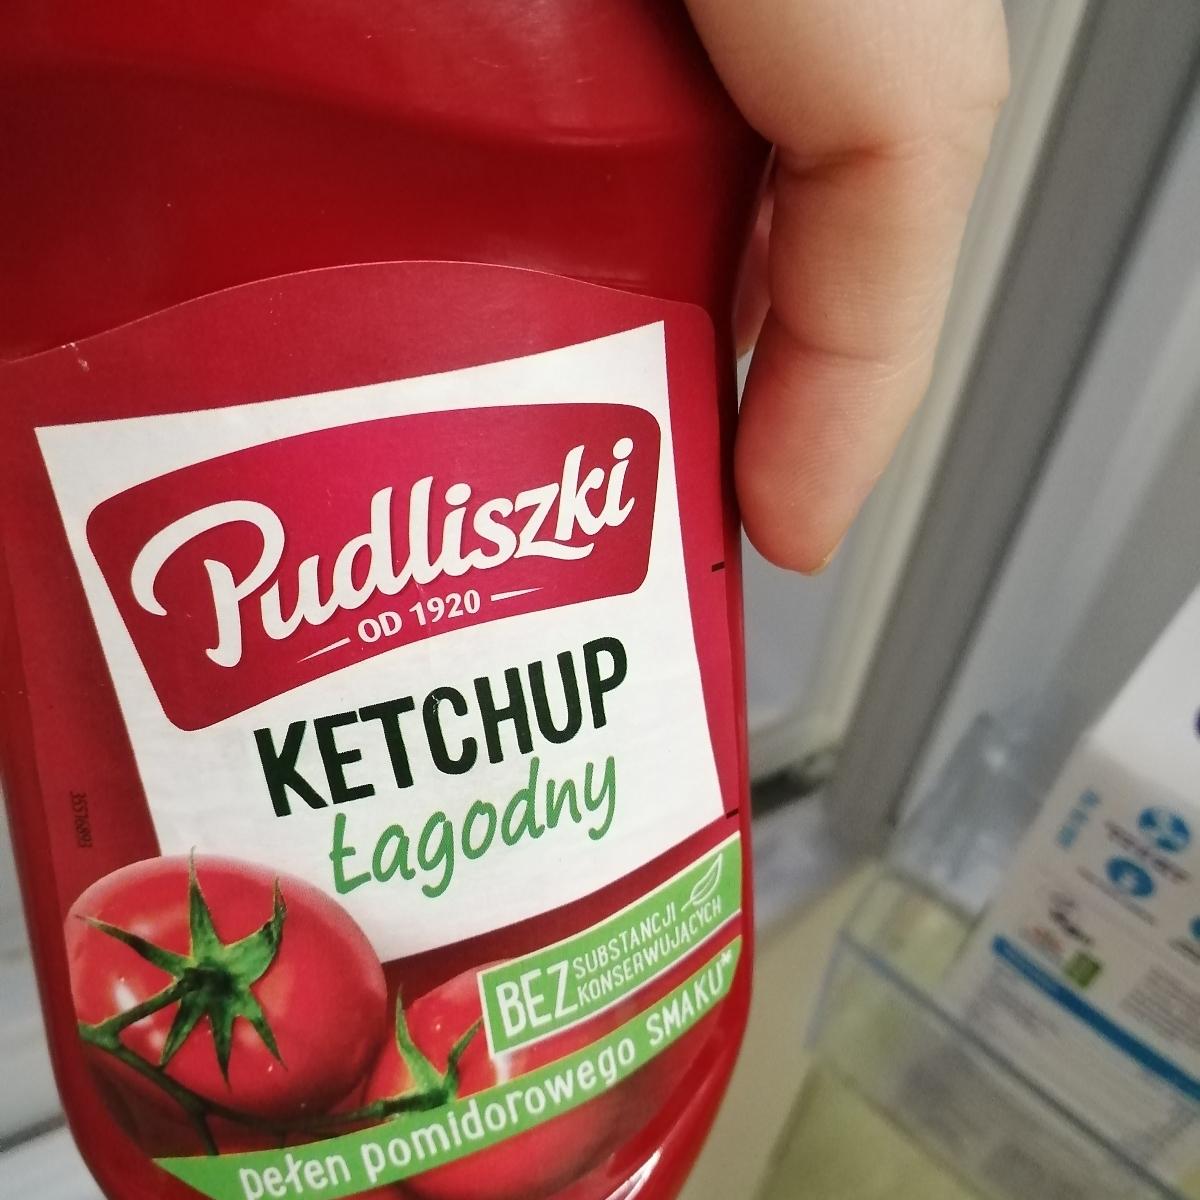 Pudliszki
OD 1920
KETCHUP
Łagodny
BEZ SUBSTANCJI
KONSERWUJĄCYCH
pełen pomidorowego SMAKU*